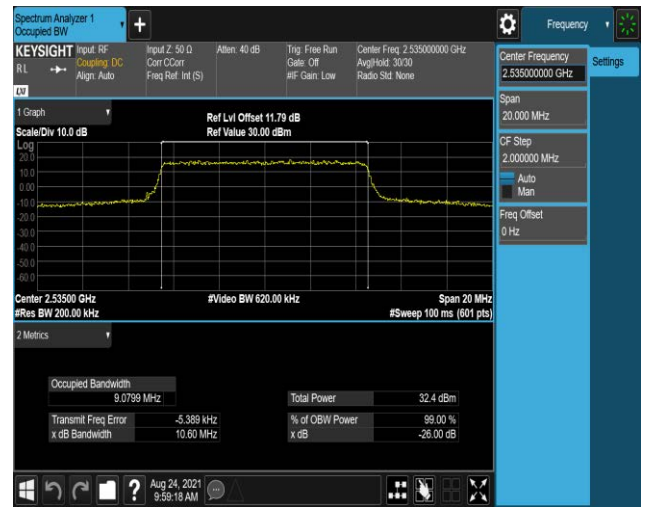 Spectrum Analyzer 1
Occupied BW
+
Frequency
KEYSIGHT
R L
Input: RF
Coupling: DC
Align: Auto
Input Z: 50 Ω
Corr CCorr
Freq Ref: Int (S)
Atten: 40 dB
Trig: Free Run
Gate: Off
#IF Gain: Low
Center Freq: 2.535000000 GHz
Avg|Hold: 30/30
Radio Std: None
LXI
Center Frequency
2.535000000 GHz
Settings
Span
20.000 MHz
CF Step
2.000000 MHz
Auto
Man
Freq Offset
0 Hz
1 Graph
Scale/Div 10.0 dB
Ref Lvl Offset 11.79 dB
Ref Value 30.00 dBm
Log
20.0
10.0
0.00
-10.0
-20.0
-30.0
-40.0
-50.0
-60.0
Center 2.53500 GHz
#Res BW 200.00 kHz
#Video BW 620.00 kHz
Span 20 MHz
#Sweep 100 ms (601 pts)
2 Metrics
Occupied Bandwidth
9.0799 MHz
Total Power 32.4 dBm
Transmit Freq Error -5.389 kHz
% of OBW Power 99.00 %
x dB Bandwidth 10.60 MHz
x dB -26.00 dB
?
Aug 24, 2021
9:59:18 AM